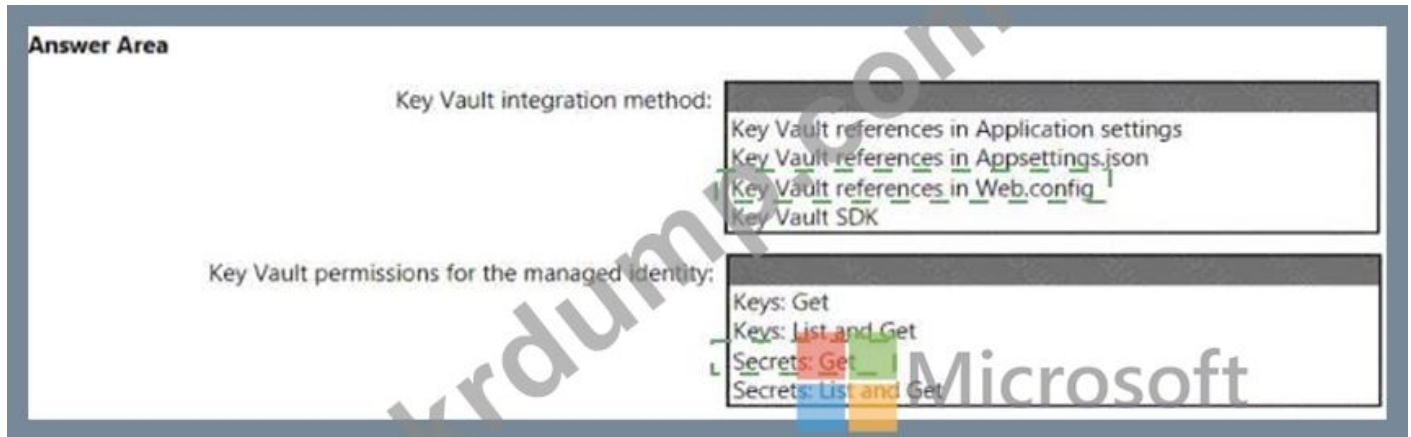 Answer Area
Key Vault integration method:
Key Vault references in Application settings
Key Vault references in Appsettings.json
Key Vault references in Web.config
Key Vault SDK
Key Vault permissions for the managed identity:
Keys: Get
Keys: List and Get
Secrets: Get
Secrets: List and Get
Microsoft
krdump.com